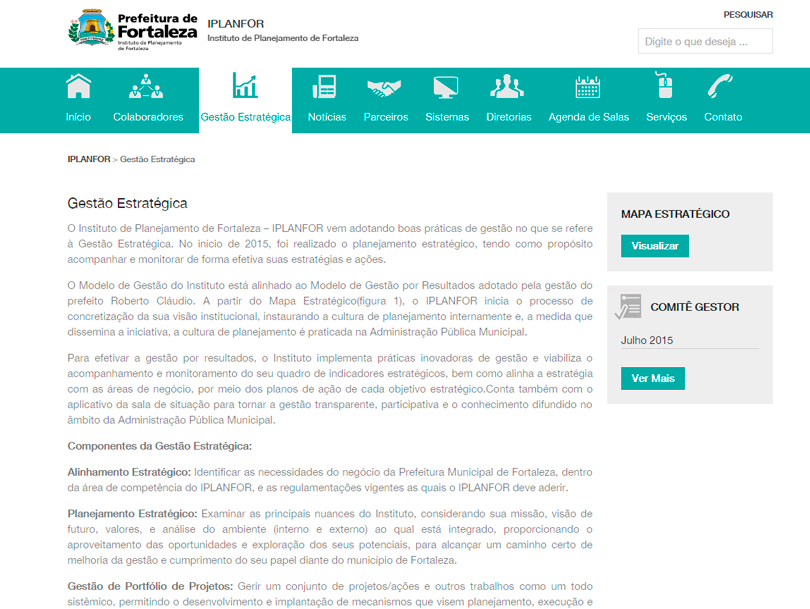 Prefeitura de
Fortaleza
Instituto de Planejamento
de Fortaleza
IPLANFOR
Instituto de Planejamento de Fortaleza
PESQUISAR
Digite o que deseja ...
Início
Colaboradores
Gestão Estratégica
Notícias
Parceiros
Sistemas
Diretorias
Agenda de Salas
Serviços
Contato
IPLANFOR > Gestão Estratégica
Gestão Estratégica
O Instituto de Planejamento de Fortaleza – IPLANFOR vem adotando boas práticas de gestão no que se refere
à Gestão Estratégica. No início de 2015, foi realizado o planejamento estratégico, tendo como propósito
acompanhar e monitorar de forma efetiva suas estratégias e ações.
O Modelo de Gestão do Instituto está alinhado ao Modelo de Gestão por Resultados adotado pela gestão do
prefeito Roberto Cláudio. A partir do Mapa Estratégico(figura 1), o IPLANFOR inicia o processo de
concretização da sua visão institucional, instaurando a cultura de planejamento internamente e, a medida que
dissemina a iniciativa, a cultura de planejamento é praticada na Administração Pública Municipal.
Para efetivar a gestão por resultados, o Instituto implementa práticas inovadoras de gestão e viabiliza o
acompanhamento e monitoramento do seu quadro de indicadores estratégicos, bem como alinha a estratégia
com as áreas de negócio, por meio dos planos de ação de cada objetivo estratégico.Conta também com o
aplicativo da sala de situação para tornar a gestão transparente, participativa e o conhecimento difundido no
âmbito da Administração Pública Municipal.
Componentes da Gestão Estratégica:
Alinhamento Estratégico: Identificar as necessidades do negócio da Prefeitura Municipal de Fortaleza, dentro
da área de competência do IPLANFOR, e as regulamentações vigentes as quais o IPLANFOR deve aderir.
Planejamento Estratégico: Examinar as principais nuances do Instituto, considerando sua missão, visão de
futuro, valores, e análise do ambiente (interno e externo) ao qual está integrado, proporcionando o
aproveitamento das oportunidades e exploração dos seus potenciais, para alcançar um caminho certo de
melhoria da gestão e cumprimento do seu papel diante do município de Fortaleza.
Gestão de Portfólio de Projetos: Gerir um conjunto de projetos/ações e outros trabalhos como um todo
sistêmico, permitindo o desenvolvimento e implantação de mecanismos que visem planejamento, execução e
MAPA ESTRATÉGICO
Visualizar
COMITÊ GESTOR
Julho 2015
Ver Mais